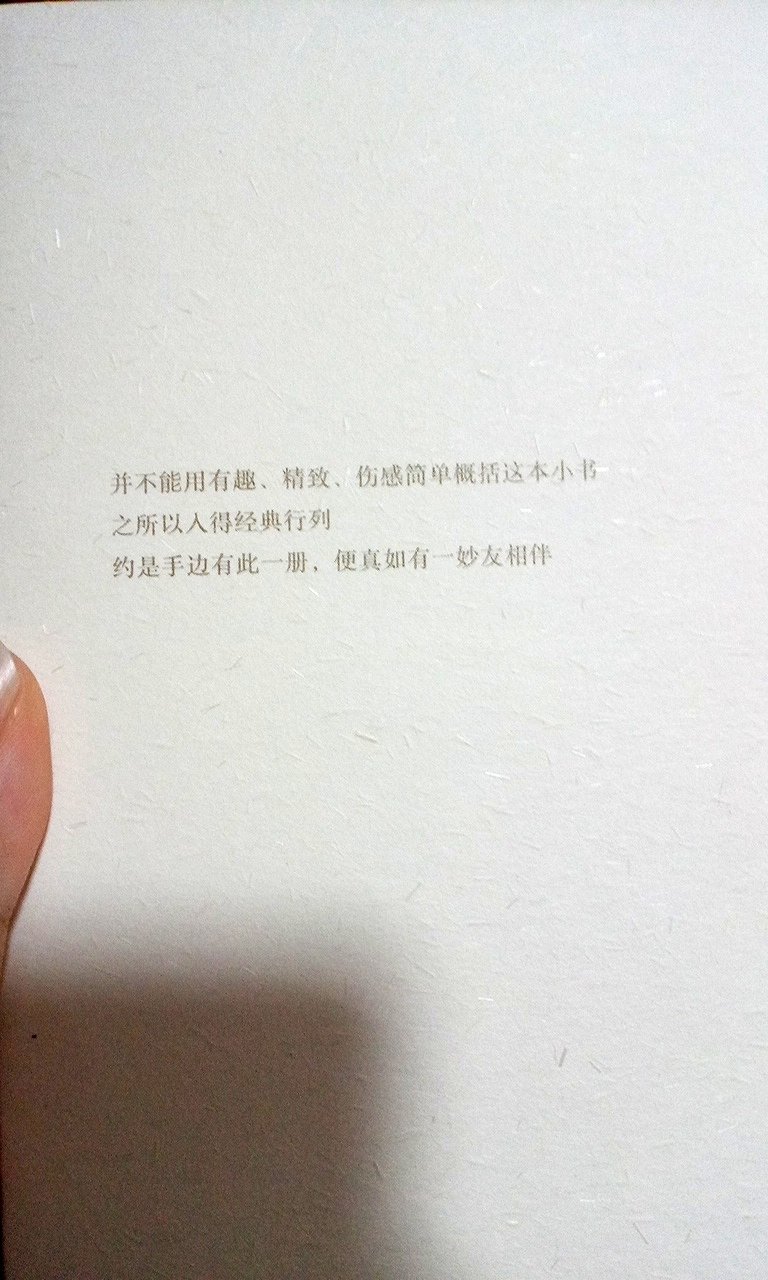 并不能用有趣、精致、伤感简单概括这本小书
之所以入得经典行列
约是手边有此一册，便真如有一妙友相伴